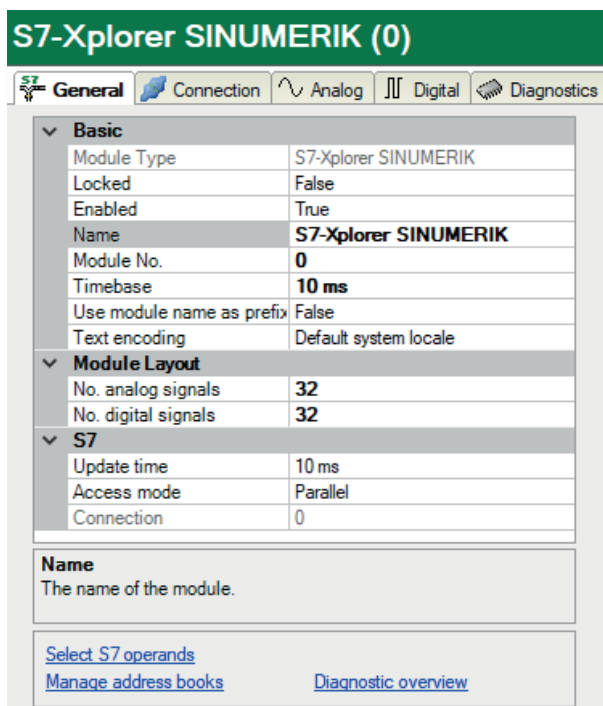 S7-Xplorer SINUMERIK (0)
S7 General Connection Analog Digital Diagnostics
Basic
Module Type S7-Xplorer SINUMERIK
Locked False
Enabled True
Name S7-Xplorer SINUMERIK
Module No. 0
Timebase 10 ms
Use module name as prefix False
Text encoding Default system locale
Module Layout
No. analog signals 32
No. digital signals 32
S7
Update time 10 ms
Access mode Parallel
Connection 0
Name
The name of the module.
Select S7 operands
Manage address books Diagnostic overview